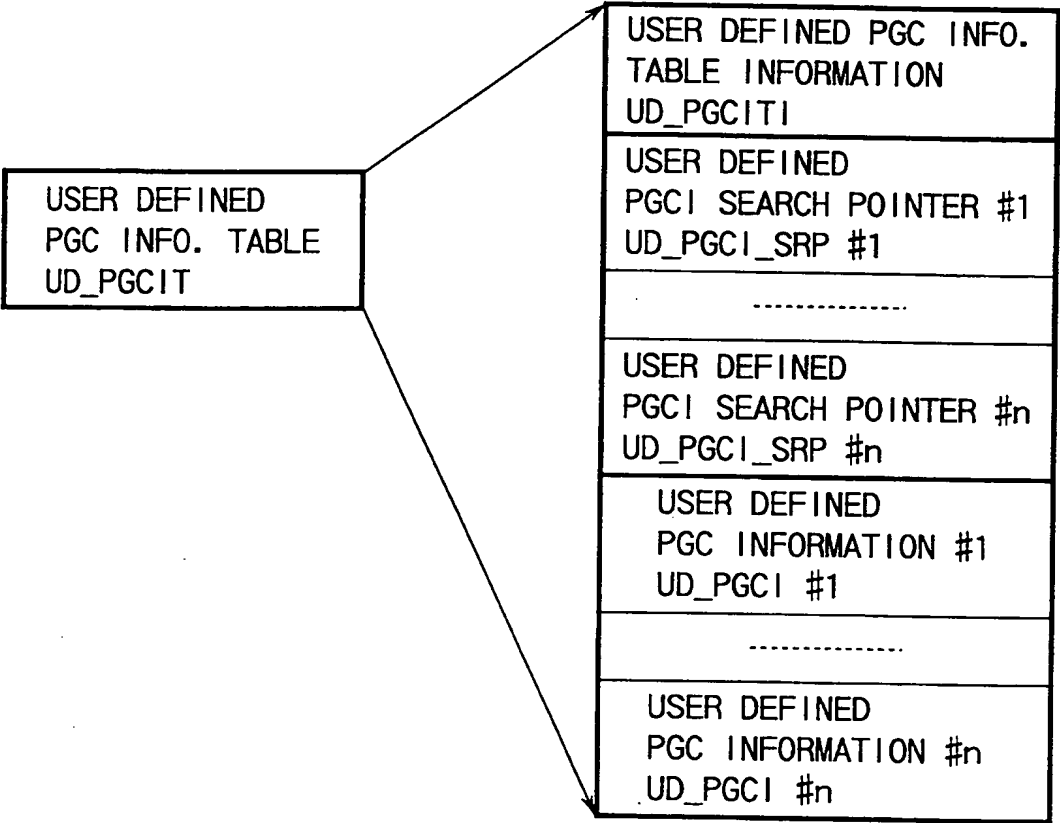 USER DEFINED
PGC INFO. TABLE
UD_PGCIT
USER DEFINED PGC INFO.
TABLE INFORMATION
UD_PGCITI
USER DEFINED
PGCI SEARCH POINTER #1
UD_PGCI_SRP #1
---------------
USER DEFINED
PGCI SEARCH POINTER #n
UD_PGCI_SRP #n
USER DEFINED
PGC INFORMATION #1
UD_PGCI #1
---------------
USER DEFINED
PGC INFORMATION #n
UD_PGCI #n